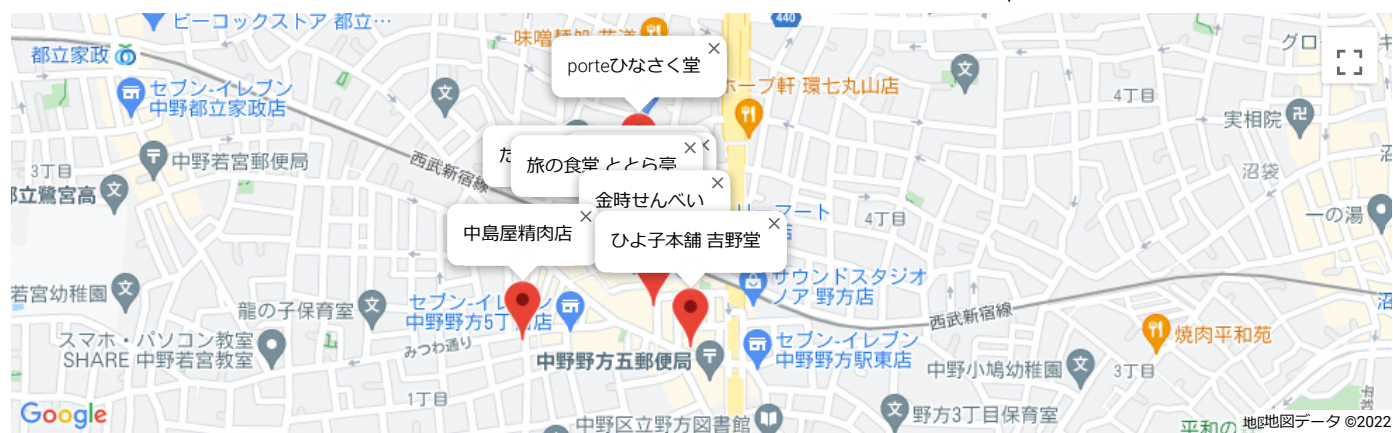 ピーコックストア 都立…
味噌麺処 花道
440
グロ
都立家政
porteひなさく堂
ホープ軒 環七丸山店
セブン-イレブン
中野都立家政店
4丁目
実相院
中野若宮郵便局
西武新宿線
た
旅の食堂 ととら亭
3丁目
沼袋
都立鷺宮高
金時せんべい
4丁目
一の湯
中島屋精肉店
ひよ子本舗 吉野堂
サウンドスタジオ
ノア 野方店
若宮幼稚園
龍の子保育室
セブン-イレブン
中野野方5丁目店
西武新宿線
スマホ・パソコン教室
SHARE 中野若宮教室
みつわ通り
中野野方五郵便局
セブン-イレブン
中野野方駅東店
焼肉平和苑
中野小鳩幼稚園
3丁目
1丁目
Google
中野区立野方図書館
野方3丁目保育室
平和の
地図データ ©2022